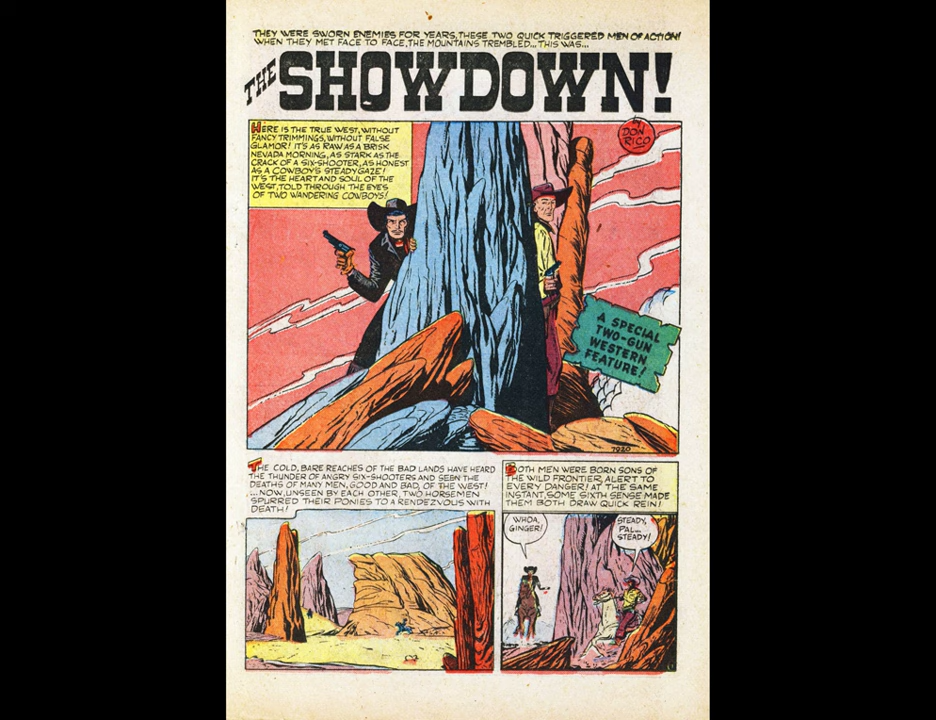 THEY WERE SWORN ENEMIES FOR YEARS, THESE TWO QUICK TRIGGERED MEN OF ACTION!
WHEN THEY MET FACE TO FACE, THE MOUNTAINS TREMBLED... THIS WAS...
THE SHOWDOWN!
HERE IS THE TRUE WEST, WITHOUT
FANCY TRIMMINGS, WITHOUT FALSE
GLAMOR! IT'S AS RAW AS A BRISK
NEVADA MORNING, AS STARK AS THE
CRACK OF A SIX-SHOOTER, AS HONEST
AS A COWBOY'S STEADY GAZE!
IT'S THE HEART AND SOUL OF THE
WEST, TOLD THROUGH THE EYES
OF TWO WANDERING COWBOYS!
by
DON
RICO
A SPECIAL
TWO-GUN
WESTERN
FEATURE!
7920
THE COLD, BARE REACHES OF THE BAD LANDS HAVE HEARD
THE THUNDER OF ANGRY SIX-SHOOTERS AND SEEN THE
DEATHS OF MANY MEN, GOOD AND BAD, OF THE WEST!
...NOW, UNSEEN BY EACH OTHER, TWO HORSEMEN
SPURRED THEIR PONIES TO A RENDEZVOUS WITH
DEATH!
BOTH MEN WERE BORN SONS OF
THE WILD FRONTIER, ALERT TO
EVERY DANGER! AT THE SAME
INSTANT, SOME SIXTH SENSE MADE
THEM BOTH DRAW QUICK REIN!
WHOA,
GINGER!
STEADY,
PAL...
STEADY!
1